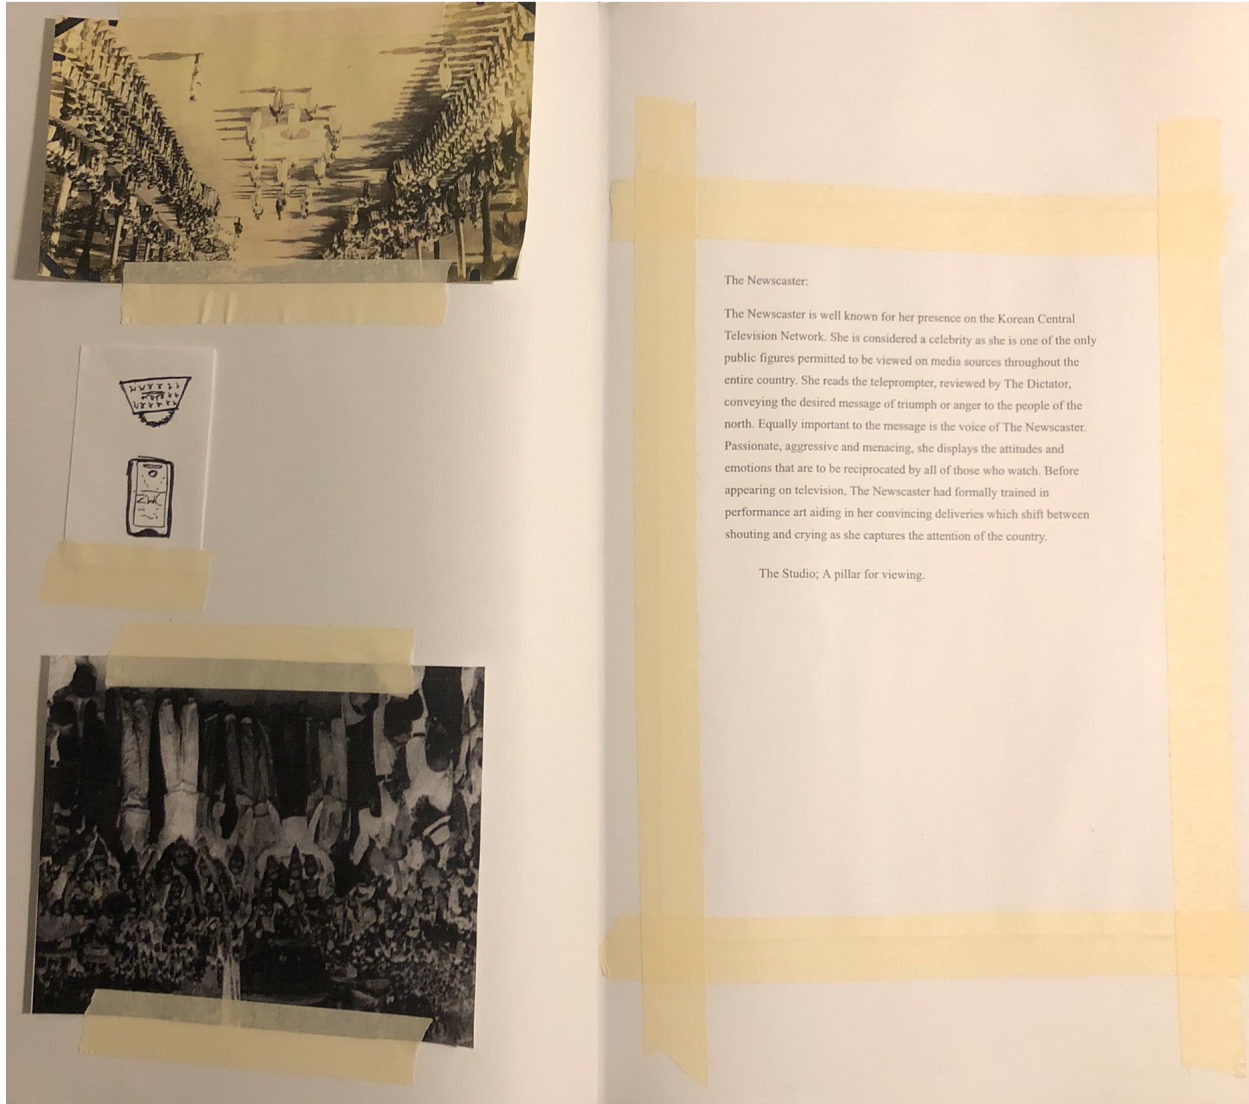 The Newscaster:
The Newscaster is well known for her presence on the Korean Central
Television Network. She is considered a celebrity as she is one of the only
public figures permitted to be viewed on media sources throughout the
entire country. She reads the teleprompter, reviewed by The Dictator,
conveying the desired message of triumph or anger to the people of the
north. Equally important to the message is the voice of The Newscaster.
Passionate, aggressive and menacing, she displays the attitudes and
emotions that are to be reciprocated by all of those who watch. Before
appearing on television, The Newscaster had formally trained in
performance art aiding in her convincing deliveries which shift between
shouting and crying as she captures the attention of the country.
The Studio; A pillar for viewing.